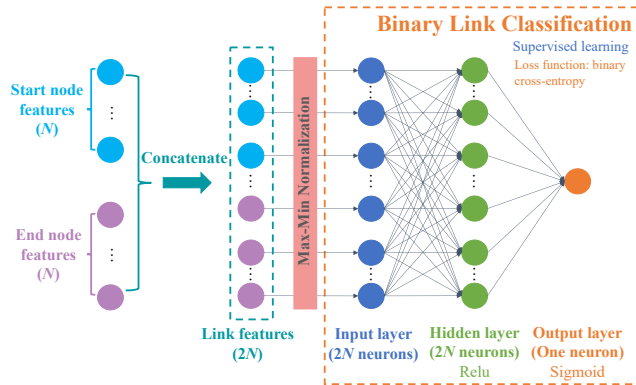 Binary Link Classification
Supervised learning
Loss function: binary
cross-entropy
Start node
features
(N)
⋮
Concatenate
End node
features
(N)
Max-Min Normalization
Link features
(2N)
Input layer
(2N neurons)
Hidden layer
(2N neurons)
Relu
Output layer
(One neuron)
Sigmoid